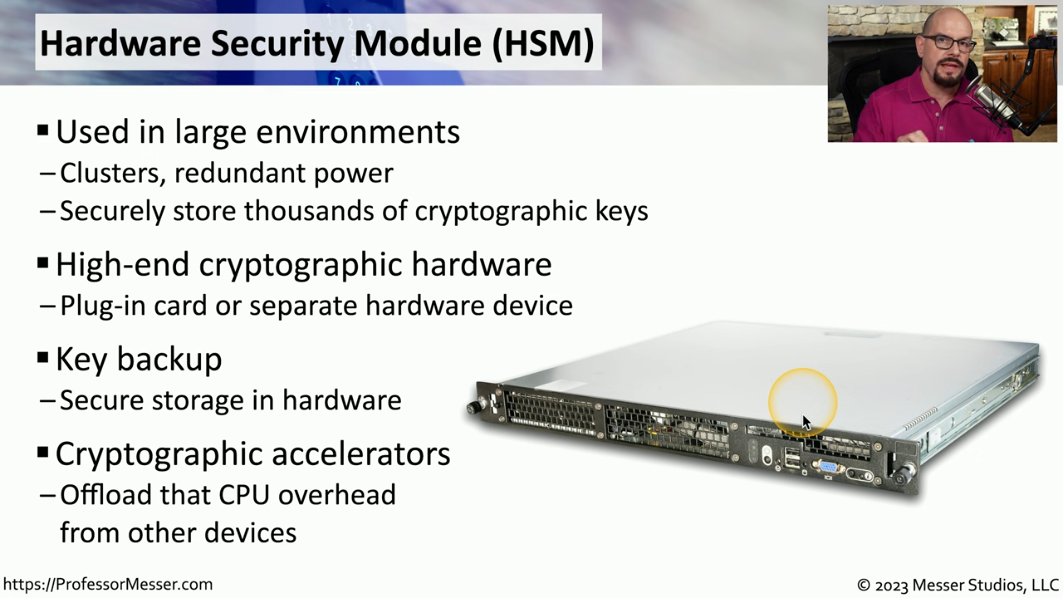 Hardware Security Module (HSM)
▪ Used in large environments
– Clusters, redundant power
– Securely store thousands of cryptographic keys
▪ High-end cryptographic hardware
– Plug-in card or separate hardware device
▪ Key backup
– Secure storage in hardware
▪ Cryptographic accelerators
– Offload that CPU overhead
from other devices
https://ProfessorMesser.com
© 2023 Messer Studios, LLC